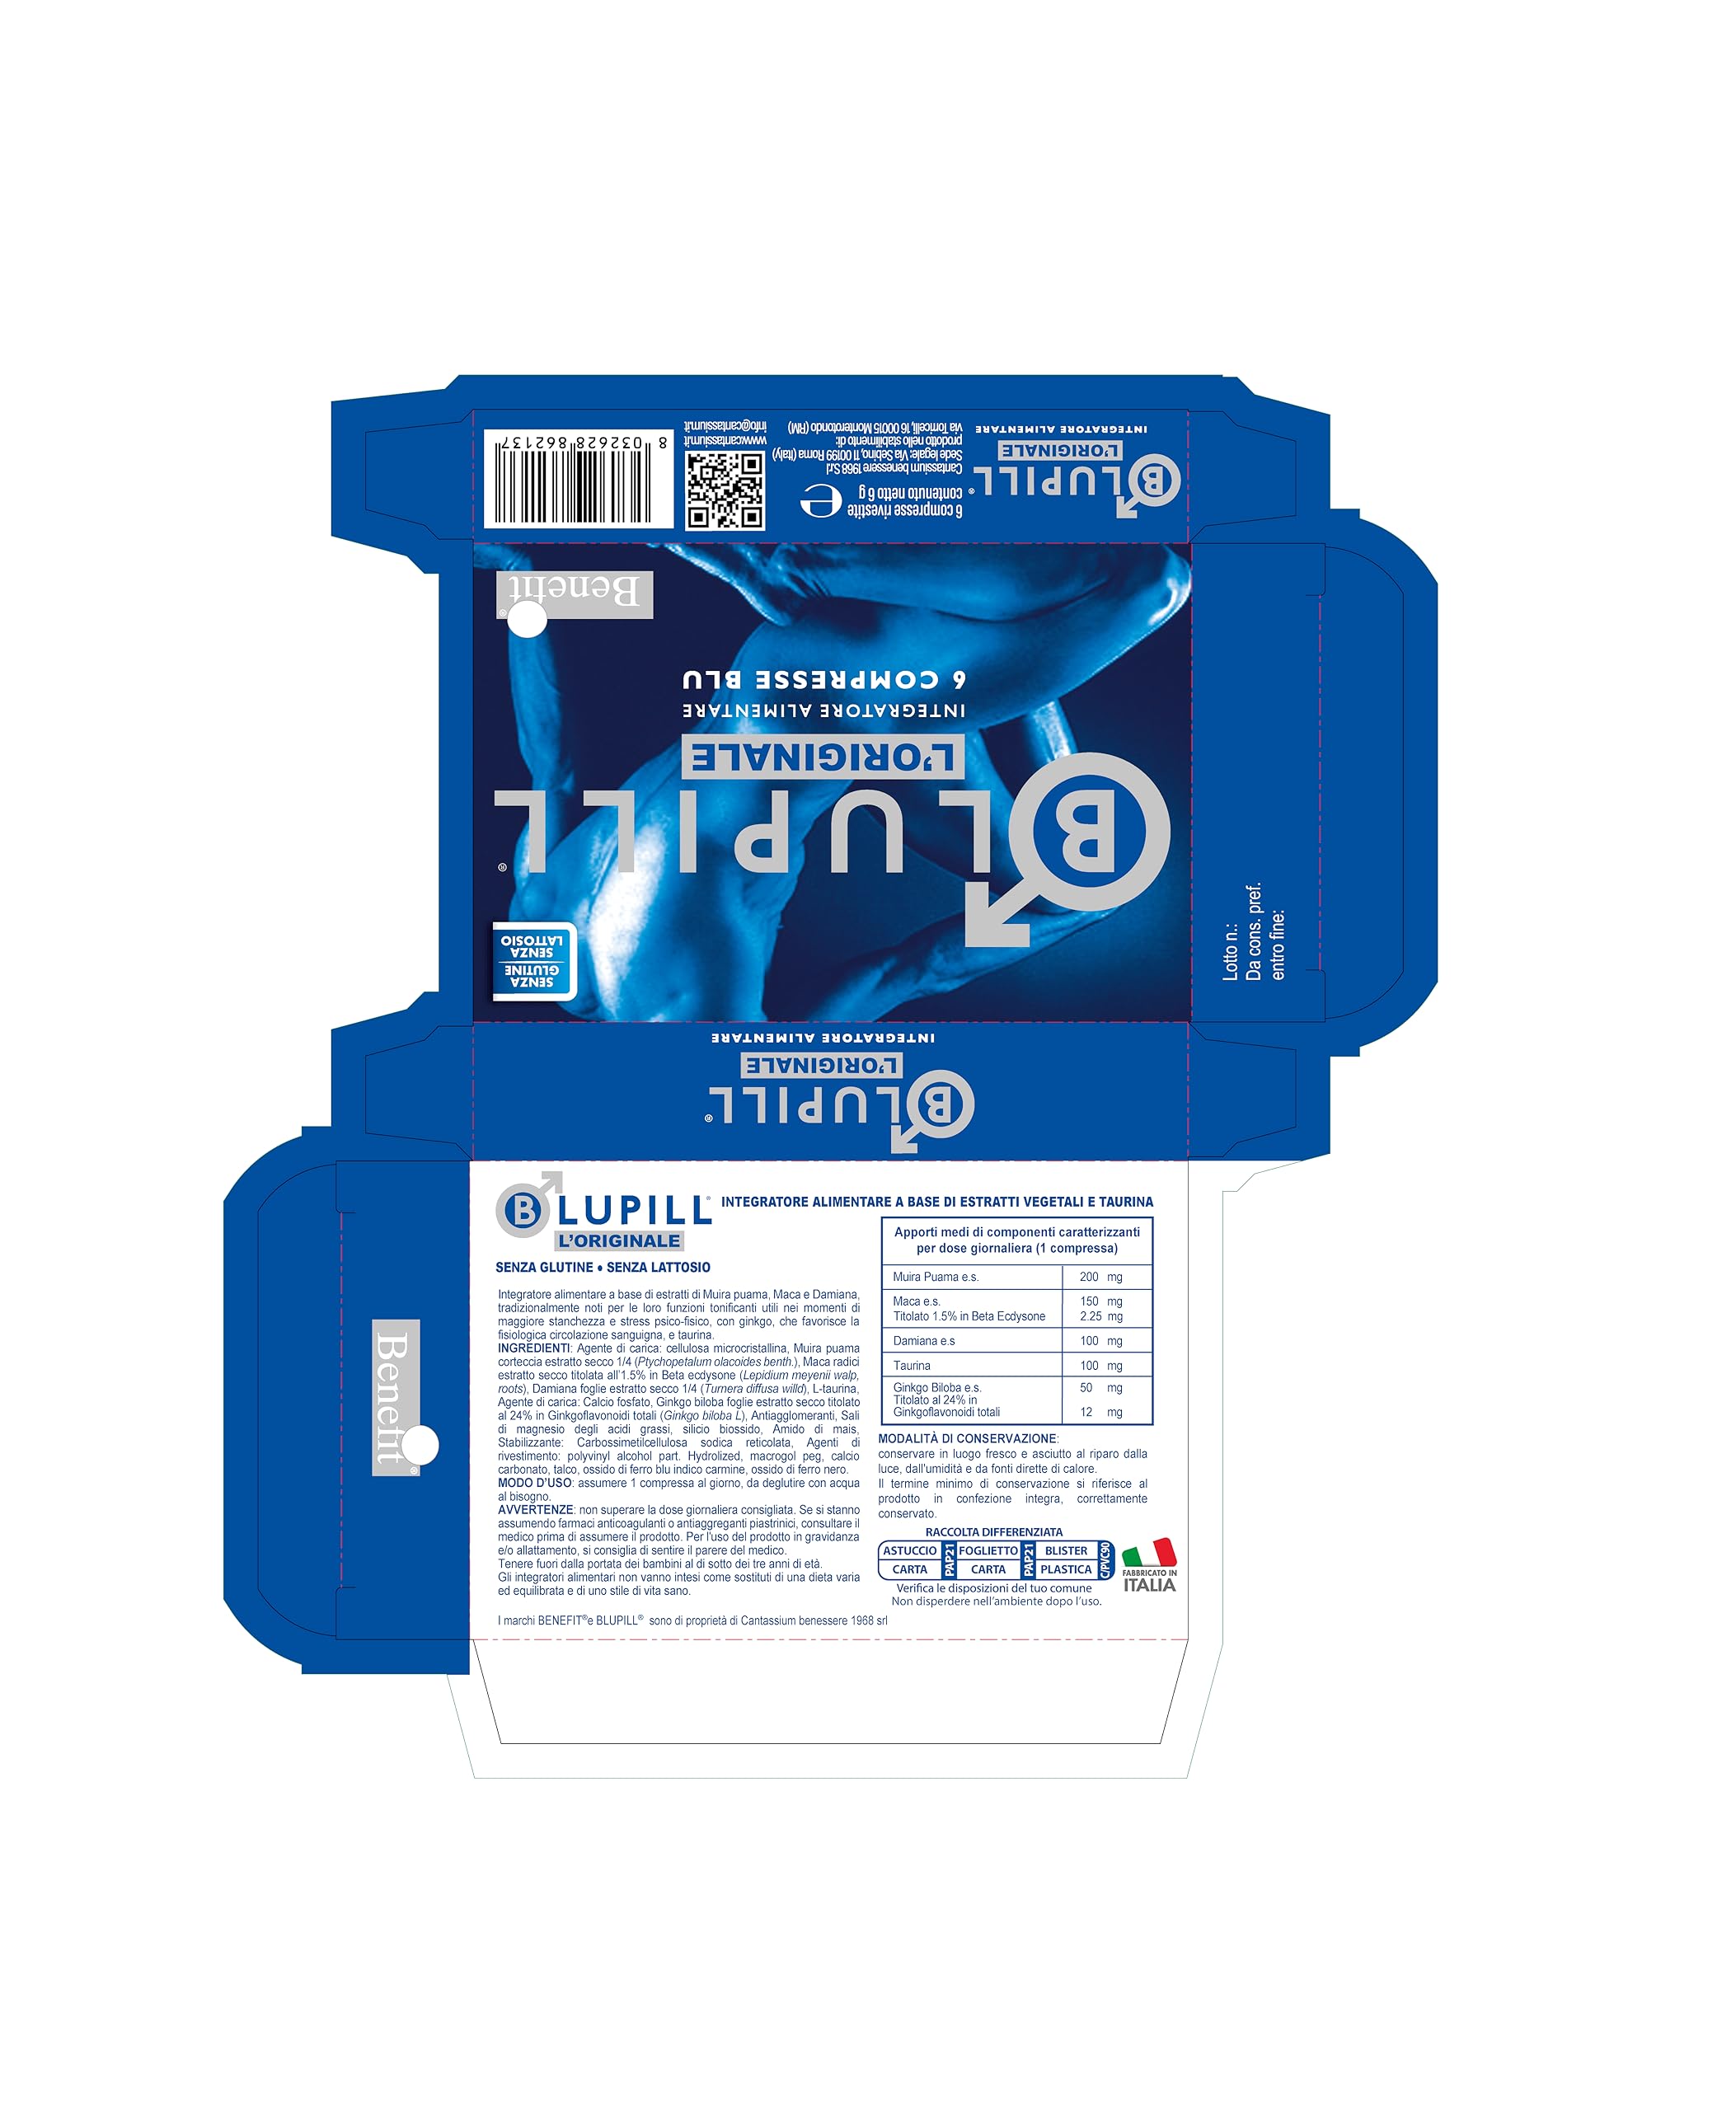 8 032628 862137
www.cantassium.it
info@cantassium.it
6 compresse rivestite
contenuto netto 6 g
e
Cantassium benessere 1968 S.r.l
Sede legale: Via Sebino, 11 00199 Roma (Italy)
prodotto nello stabilimento di:
via Torricelli, 16 00015 Monterotondo (RM)
BLUPILL®
L'ORIGINALE
INTEGRATORE ALIMENTARE
SENZA
GLUTINE
SENZA
LATTOSIO
BLUPILL®
L'ORIGINALE
INTEGRATORE ALIMENTARE
6 COMPRESSE BLU
Benefit®
Lotto n.:
Da cons. pref.
entro fine:
BLUPILL®
L'ORIGINALE
INTEGRATORE ALIMENTARE
Benefit®
BLUPILL®
L'ORIGINALE
INTEGRATORE ALIMENTARE A BASE DI ESTRATTI VEGETALI E TAURINA
SENZA GLUTINE • SENZA LATTOSIO
Integratore alimentare a base di estratti di Muira puama, Maca e Damiana,
tradizionalmente noti per le loro funzioni tonificanti utili nei momenti di
maggiore stanchezza e stress psico-fisico, con ginkgo, che favorisce la
fisiologica circolazione sanguigna, e taurina.
INGREDIENTI: Agente di carica: cellulosa microcristallina, Muira puama
corteccia estratto secco 1/4 (Ptychopetalum olacoides benth.), Maca radici
estratto secco titolata all'1.5% in Beta ecdysone (Lepidium meyenii walp,
roots), Damiana foglie estratto secco 1/4 (Turnera diffusa willd), L-taurina,
Agente di carica: Calcio fosfato, Ginkgo biloba foglie estratto secco titolato
al 24% in Ginkgoflavonoidi totali (Ginkgo biloba L), Antiagglomeranti, Sali
di magnesio degli acidi grassi, silicio biossido, Amido di mais,
Stabilizzante: Carbossimetilcellulosa sodica reticolata, Agenti di
rivestimento: polyvinyl alcohol part. Hydrolized, macrogol peg, calcio
carbonato, talco, ossido di ferro blu indico carmine, ossido di ferro nero.
MODO D'USO: assumere 1 compressa al giorno, da deglutire con acqua
al bisogno.
AVVERTENZE: non superare la dose giornaliera consigliata. Se si stanno
assumendo farmaci anticoagulanti o antiaggreganti piastrinici, consultare il
medico prima di assumere il prodotto. Per l'uso del prodotto in gravidanza
e/o allattamento, si consiglia di sentire il parere del medico.
Tenere fuori dalla portata dei bambini al di sotto dei tre anni di età.
Gli integratori alimentari non vanno intesi come sostituti di una dieta varia
ed equilibrata e di uno stile di vita sano.
I marchi BENEFIT® e BLUPILL® sono di proprietà di Cantassium benessere 1968 srl
Apporti medi di componenti caratterizzanti
per dose giornaliera (1 compressa)
Muira Puama e.s. 200 mg
Maca e.s. 150 mg
Titolato 1.5% in Beta Ecdysone 2.25 mg
Damiana e.s 100 mg
Taurina 100 mg
Ginkgo Biloba e.s. 50 mg
Titolato al 24% in
Ginkgoflavonoidi totali 12 mg
MODALITÀ DI CONSERVAZIONE:
conservare in luogo fresco e asciutto al riparo dalla
luce, dall'umidità e da fonti dirette di calore.
Il termine minimo di conservazione si riferisce al
prodotto in confezione integra, correttamente
conservato.
RACCOLTA DIFFERENZIATA
ASTUCCIO PAP21 FOGLIETTO PAP21 BLISTER C/PVC90
CARTA CARTA PLASTICA
Verifica le disposizioni del tuo comune
Non disperdere nell'ambiente dopo l'uso.
FABBRICATO IN
ITALIA